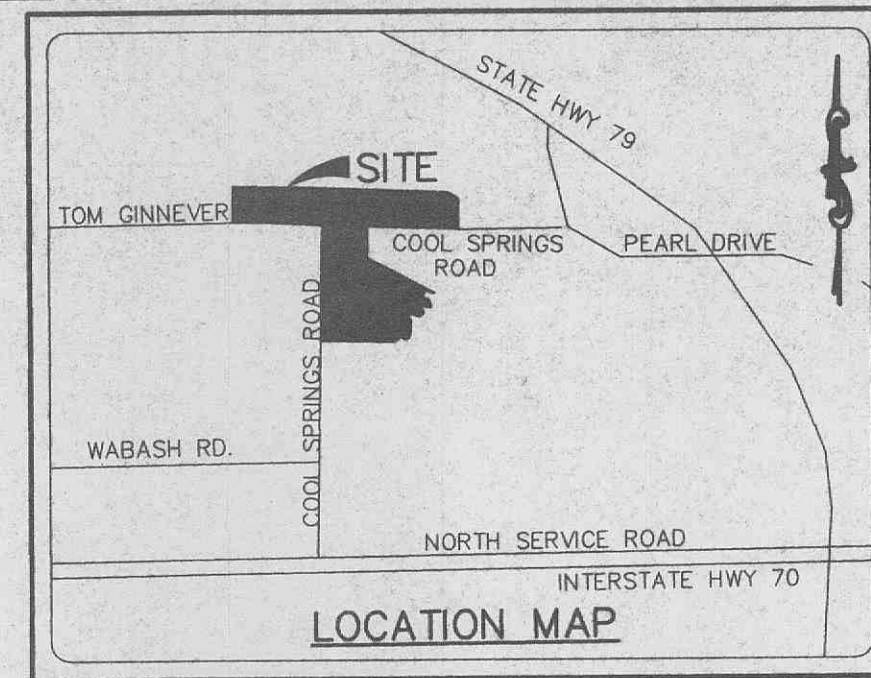 STATE HWY 79
SITE
TOM GINNEVER
COOL SPRINGS
ROAD
PEARL DRIVE
COOL SPRINGS ROAD
WABASH RD.
NORTH SERVICE ROAD
INTERSTATE HWY 70
LOCATION MAP